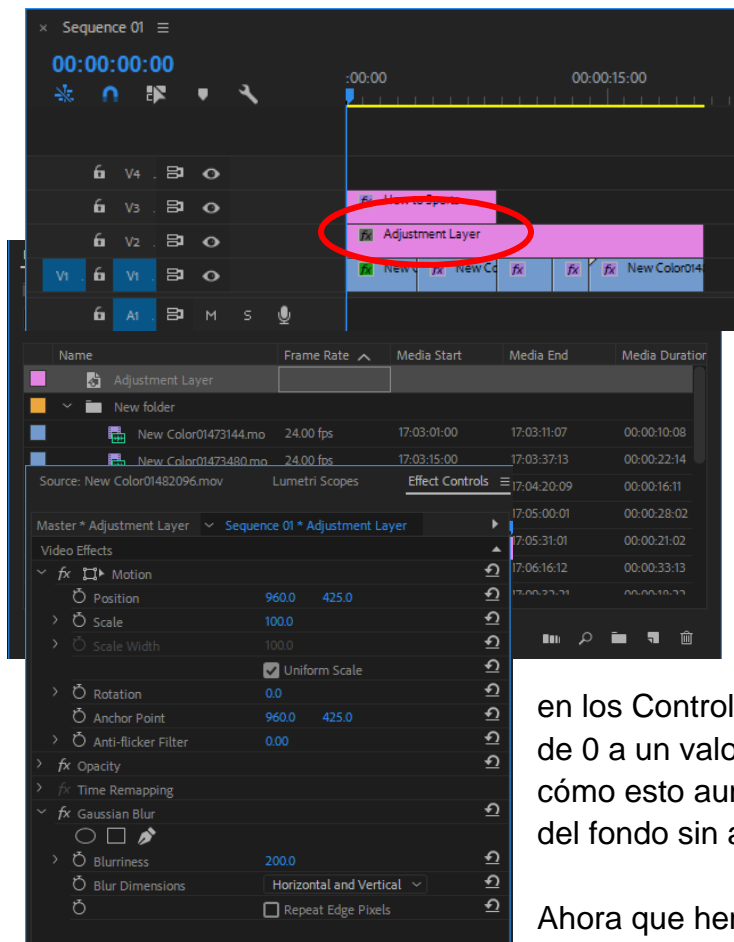 × Sequence 01 ≡
00:00:00:00
:00:00 00:00:15:00
V4
V3
Adjustment Layer
V2
V1 V1 fx New fx New Co fx fx fx New Color014
A1 M S
Name Frame Rate Media Start Media End Media Duration
Adjustment Layer
New folder
New Color01473144.mo 24.00 fps 17:03:01:00 17:03:11:07 00:00:10:08
New Color01473480.mo 24.00 fps 17:03:15:00 17:03:37:13 00:00:22:14
17:04:20:09 00:00:16:11
17:05:00:01 00:00:28:02
17:05:31:01 00:00:21:02
17:06:16:12 00:00:33:13
Source: New Color01482096.mov Lumetri Scopes Effect Controls ≡
Master * Adjustment Layer Sequence 01 * Adjustment Layer
Video Effects
fx Motion
Position 960.0 425.0
Scale 100.0
Scale Width 100.0
Uniform Scale
Rotation 0.0
Anchor Point 960.0 425.0
Anti-flicker Filter 0.00
fx Opacity
fx Time Remapping
fx Gaussian Blur
Blurriness 200.0
Blur Dimensions Horizontal and Vertical
Repeat Edge Pixels
en los Control
de 0 a un valo
cómo esto au
del fondo sin a
Ahora que he